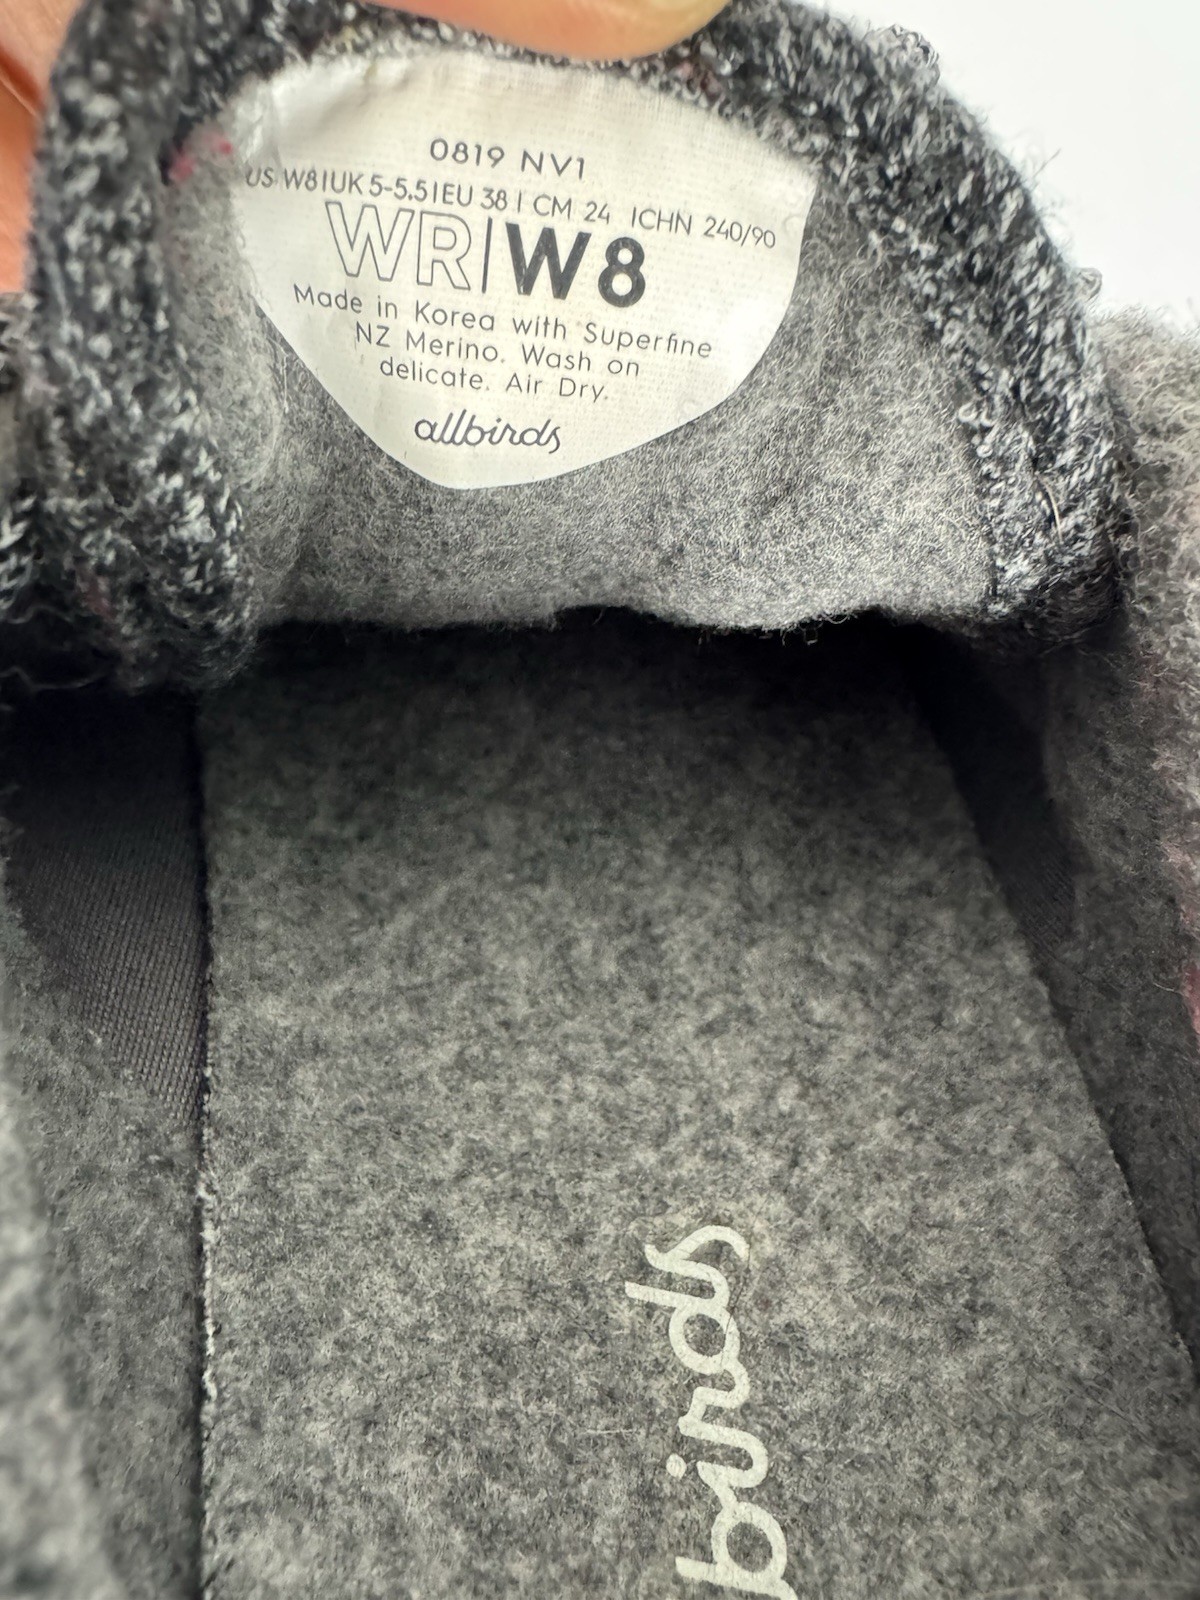 0819 NV1
US W8|UK 5-5.5|EU 38 | CM 24 |CHN 240/90
WR|W8
Made in Korea with Superfine
NZ Merino. Wash on
delicate. Air Dry.
allbirds
birds